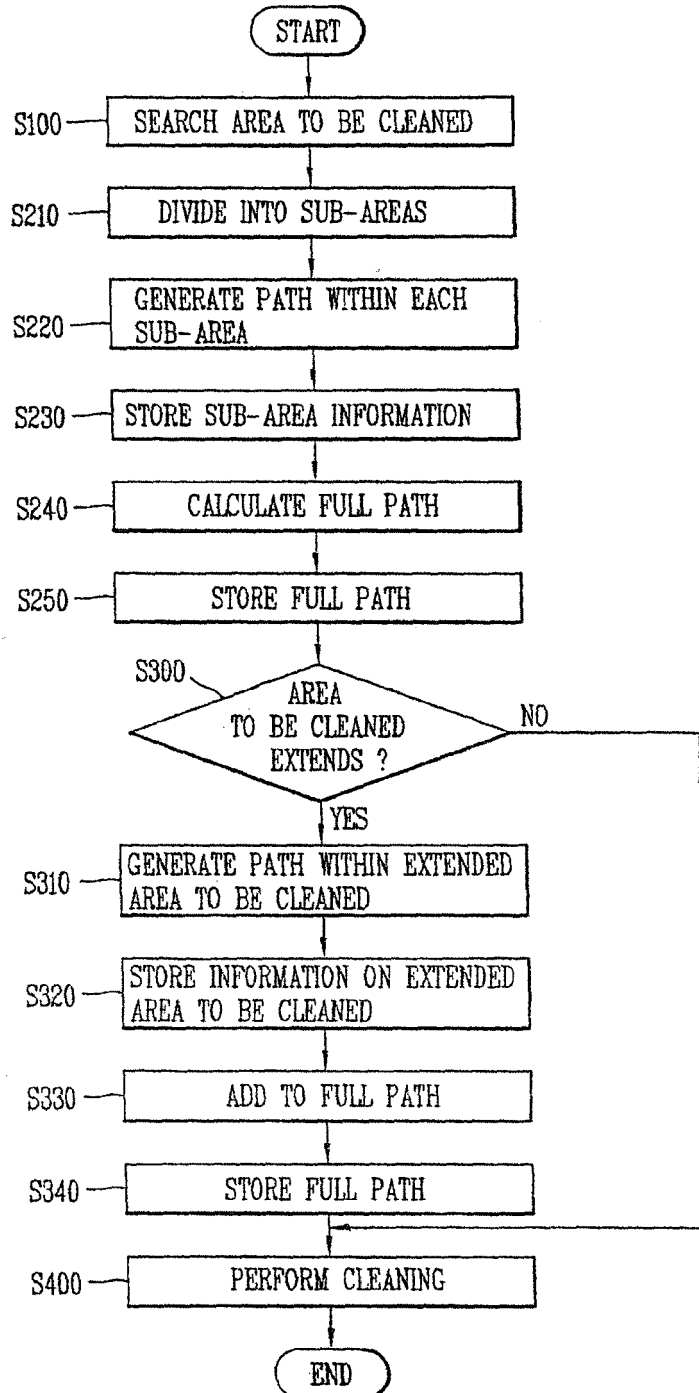 START
S100
SEARCH AREA TO BE CLEANED
S210
DIVIDE INTO SUB-AREAS
S220
GENERATE PATH WITHIN EACH
SUB-AREA
S230
STORE SUB-AREA INFORMATION
S240
CALCULATE FULL PATH
S250
STORE FULL PATH
S300
AREA
TO BE CLEANED
EXTENDS ?
NO
YES
S310
GENERATE PATH WITHIN EXTENDED
AREA TO BE CLEANED
S320
STORE INFORMATION ON EXTENDED
AREA TO BE CLEANED
S330
ADD TO FULL PATH
S340
STORE FULL PATH
S400
PERFORM CLEANING
END